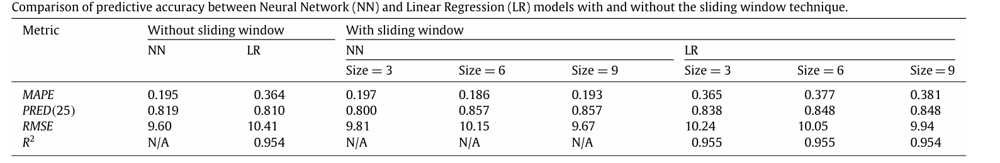 Comparison of predictive accuracy between Neural Network (NN) and Linear Regression (LR) models with and without the sliding window technique.
Metric Without sliding window With sliding window
NN LR NN LR
Size = 3 Size = 6 Size = 9 Size = 3 Size = 6 Size = 9
MAPE 0.195 0.364 0.197 0.186 0.193 0.365 0.377 0.381
PRED(25) 0.819 0.810 0.800 0.857 0.857 0.838 0.848 0.848
RMSE 9.60 10.41 9.81 10.15 9.67 10.24 10.05 9.94
R² N/A 0.954 N/A N/A N/A 0.955 0.955 0.954